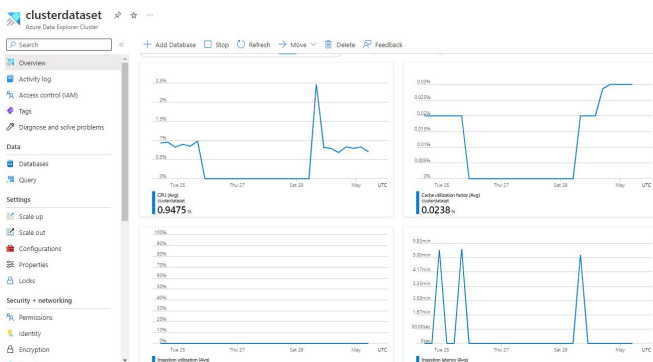 clusterdataset
Azure Data Explorer Cluster
Search
Add Database Stop Refresh Move Delete Feedback
Overview
Activity log
Access control (IAM)
Tags
Diagnose and solve problems
Data
Databases
Query
Settings
Scale up
Scale out
Configurations
Properties
Locks
Security + networking
Permissions
Identity
Encryption
2.5%
2%
1.5%
1%
0.5%
0%
Tue 25 Thu 27 Sat 29 May UTC
CPU (Avg)
clusterdataset
0.9475 %
0.03%
0.025%
0.02%
0.015%
0.01%
0.005%
0%
Tue 25 Thu 27 Sat 29 May UTC
Cache utilization factor (Avg)
clusterdataset
0.0238 %
100%
90%
80%
70%
60%
50%
40%
30%
20%
10%
0%
Tue 25 Thu 27 Sat 29 May UTC
Ingestion utilization (Avg)
5.83min
5.00min
4.17min
3.33min
2.50min
1.67min
50.00sec
0sec
Tue 25 Thu 27 Sat 29 May UTC
Ingestion latency (Avg)